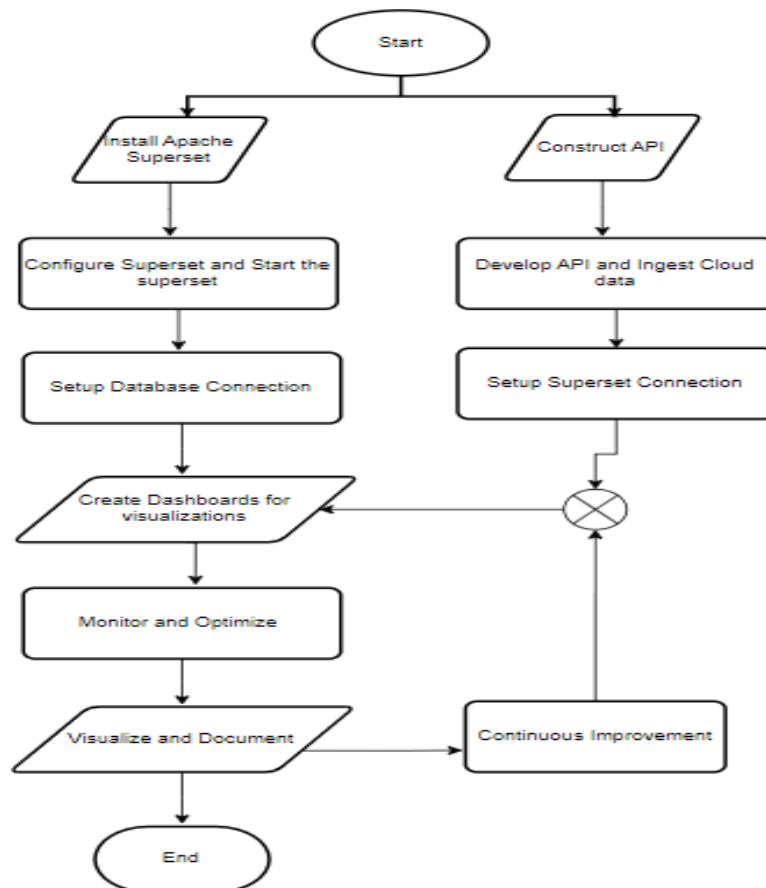 Start
Install Apache
Superset
Construct API
Configure Superset and Start the
superset
Develop API and Ingest Cloud
data
Setup Database Connection
Setup Superset Connection
Create Dashboards for
visualizations
Monitor and Optimize
Visualize and Document
Continuous Improvement
End